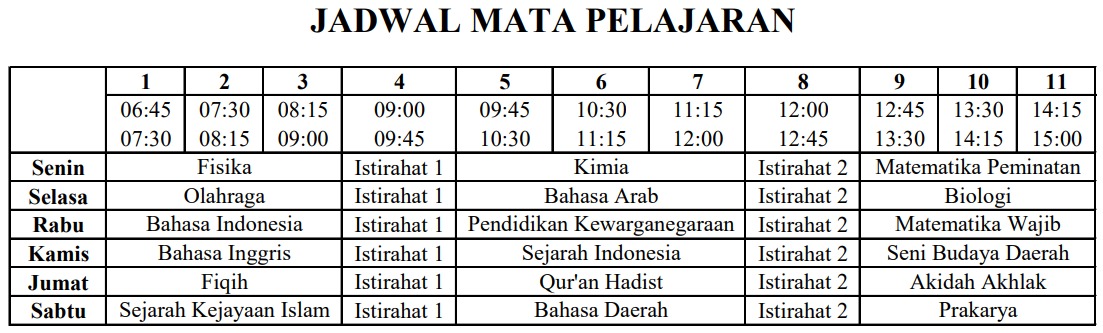 JADWAL MATA PELAJARAN
1 2 3 4 5 6 7 8 9 10 11
06:45 07:30 08:15 09:00 09:45 10:30 11:15 12:00 12:45 13:30 14:15
07:30 08:15 09:00 09:45 10:30 11:15 12:00 12:45 13:30 14:15 15:00
Senin Fisika Istirahat 1 Kimia Istirahat 2 Matematika Peminatan
Selasa Olahraga Istirahat 1 Bahasa Arab Istirahat 2 Biologi
Rabu Bahasa Indonesia Istirahat 1 Pendidikan Kewarganegaraan Istirahat 2 Matematika Wajib
Kamis Bahasa Inggris Istirahat 1 Sejarah Indonesia Istirahat 2 Seni Budaya Daerah
Jumat Fiqih Istirahat 1 Qur'an Hadist Istirahat 2 Akidah Akhlak
Sabtu Sejarah Kejayaan Islam Istirahat 1 Bahasa Daerah Istirahat 2 Prakarya